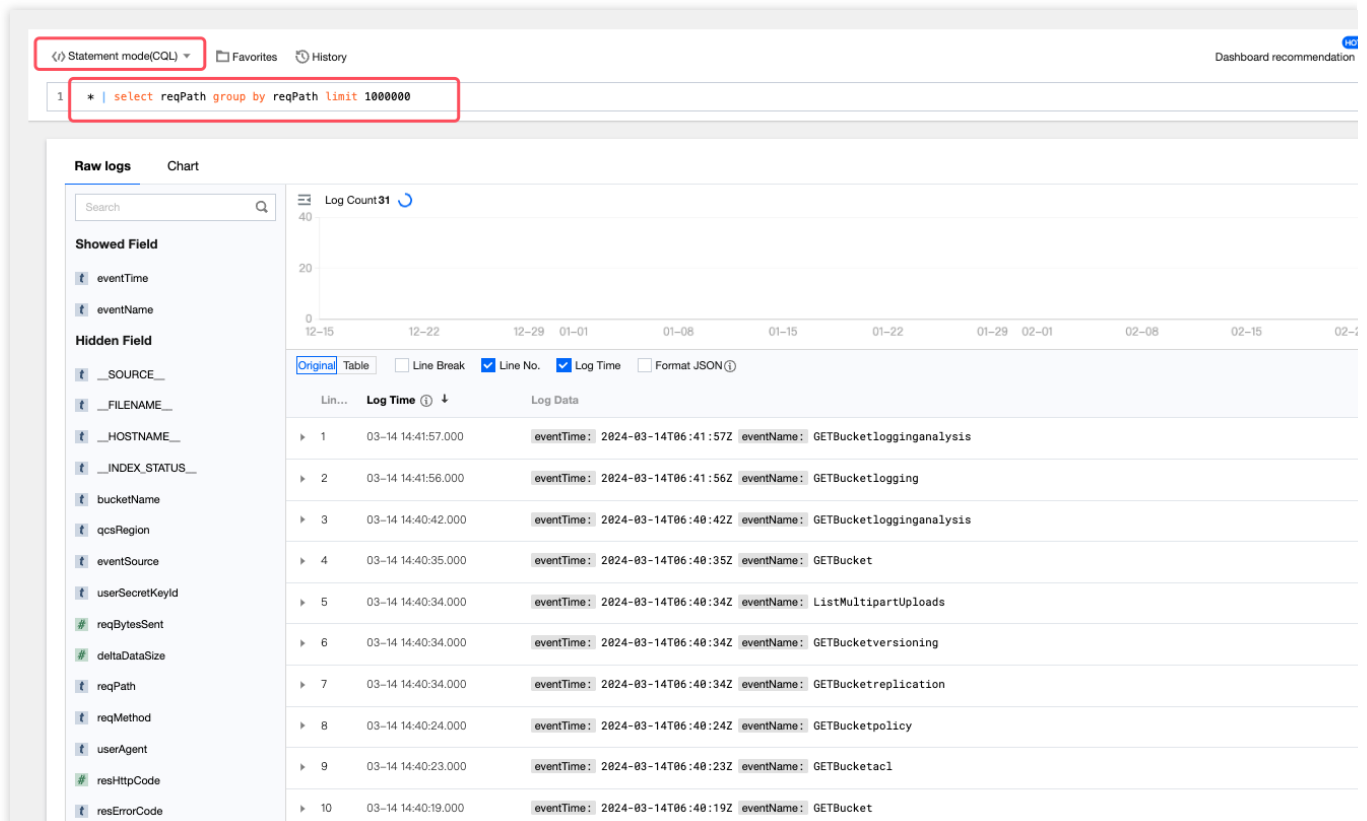 Statement mode(CQL) Favorites History
HO
Dashboard recommendation
1 * | select reqPath group by reqPath limit 1000000
Raw logs Chart
Search
Showed Field
t eventTime
t eventName
Hidden Field
t __SOURCE__
t __FILENAME__
t __HOSTNAME__
t __INDEX_STATUS__
t bucketName
t qcsRegion
t eventSource
t userSecretKeyId
# reqBytesSent
# deltaDataSize
t reqPath
t reqMethod
t userAgent
# resHttpCode
t resErrorCode
Log Count 31
40
20
0
12-15 12-22 12-29 01-01 01-08 01-15 01-22 01-29 02-01 02-08 02-15 02-2
Original Table Line Break Line No. Log Time Format JSON
Lin... Log Time Log Data
1 03-14 14:41:57.000 eventTime: 2024-03-14T06:41:57Z eventName: GETBucketlogginganalysis
2 03-14 14:41:56.000 eventTime: 2024-03-14T06:41:56Z eventName: GETBucketlogging
3 03-14 14:40:42.000 eventTime: 2024-03-14T06:40:42Z eventName: GETBucketlogginganalysis
4 03-14 14:40:35.000 eventTime: 2024-03-14T06:40:35Z eventName: GETBucket
5 03-14 14:40:34.000 eventTime: 2024-03-14T06:40:34Z eventName: ListMultipartUploads
6 03-14 14:40:34.000 eventTime: 2024-03-14T06:40:34Z eventName: GETBucketversioning
7 03-14 14:40:34.000 eventTime: 2024-03-14T06:40:34Z eventName: GETBucketreplication
8 03-14 14:40:24.000 eventTime: 2024-03-14T06:40:24Z eventName: GETBucketpolicy
9 03-14 14:40:23.000 eventTime: 2024-03-14T06:40:23Z eventName: GETBucketacl
10 03-14 14:40:19.000 eventTime: 2024-03-14T06:40:19Z eventName: GETBucket